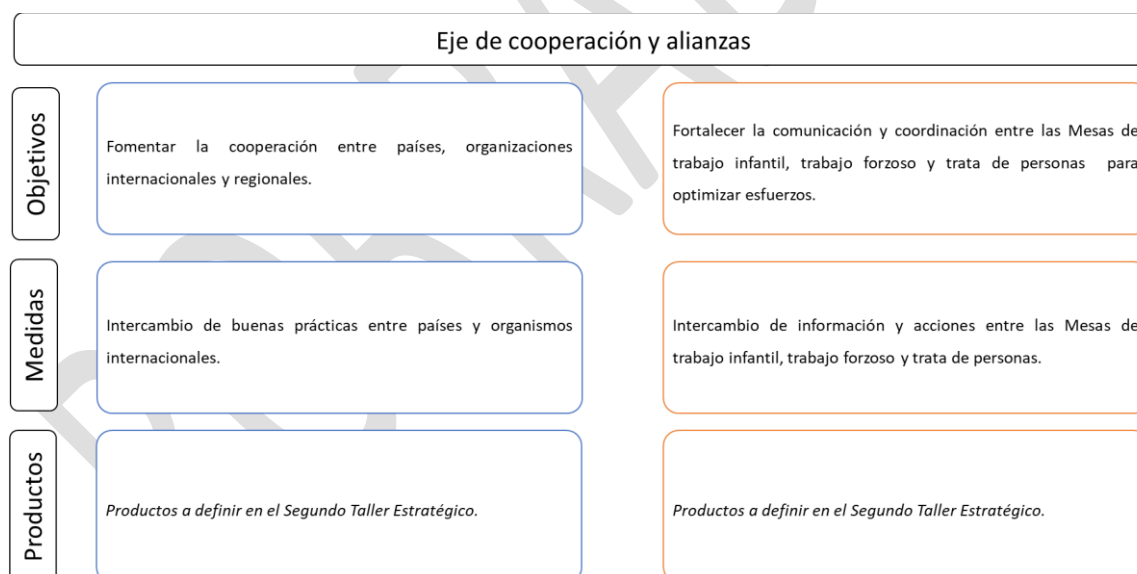 Eje de cooperación y alianzas
Objetivos
Fomentar la cooperación entre países, organizaciones
internacionales y regionales.
Fortalecer la comunicación y coordinación entre las Mesas de
trabajo infantil, trabajo forzoso y trata de personas para
optimizar esfuerzos.
Medidas
Intercambio de buenas prácticas entre países y organismos
internacionales.
Intercambio de información y acciones entre las Mesas de
trabajo infantil, trabajo forzoso y trata de personas.
Productos
Productos a definir en el Segundo Taller Estratégico.
Productos a definir en el Segundo Taller Estratégico.